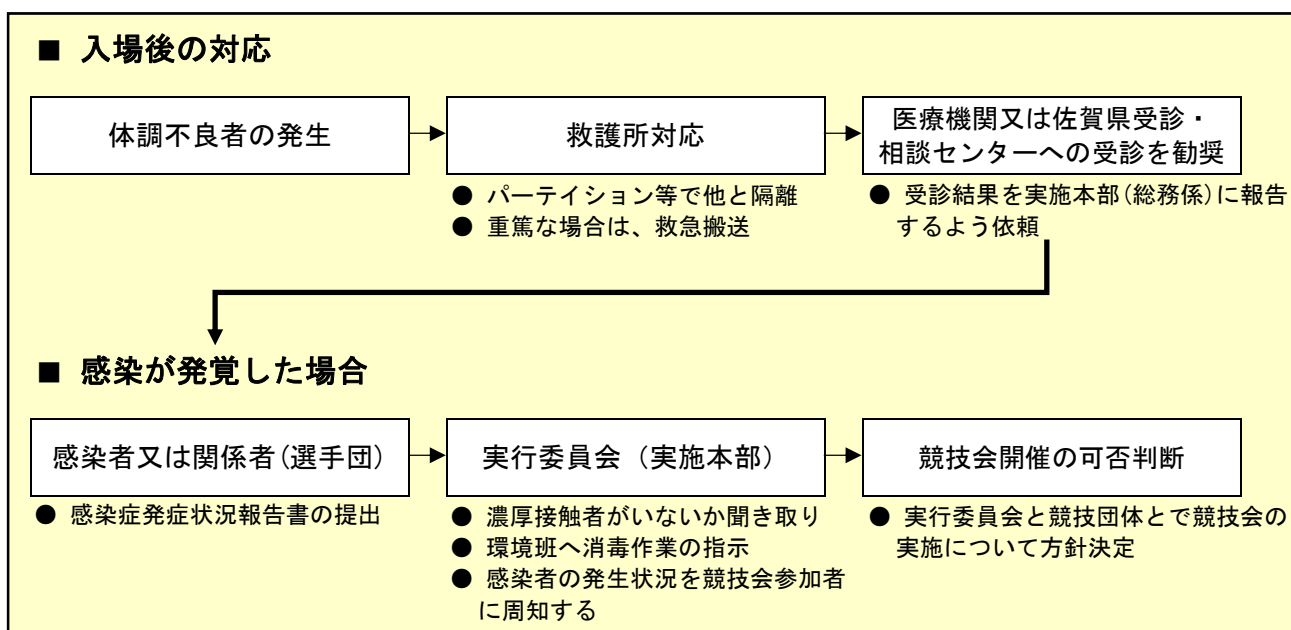 ■ 入場後の対応
体調不良者の発生
救護所対応
医療機関又は佐賀県受診・
相談センターへの受診を勧奨
● パーテイション等で他と隔離
● 重篤な場合は、救急搬送
● 受診結果を実施本部(総務係)に報告
するよう依頼
■ 感染が発覚した場合
感染者又は関係者(選手団)
実行委員会（実施本部）
競技会開催の可否判断
● 感染症発症状況報告書の提出
● 濃厚接触者がいないか聞き取り
● 環境班へ消毒作業の指示
● 感染者の発生状況を競技会参加者
に周知する
● 実行委員会と競技団体とで競技会の
実施について方針決定